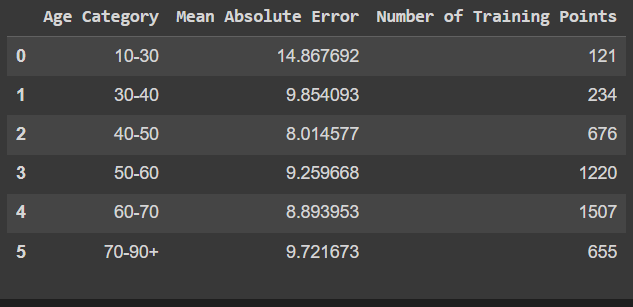 Age Category Mean Absolute Error Number of Training Points
0 10-30 14.867692 121
1 30-40 9.854093 234
2 40-50 8.014577 676
3 50-60 9.259668 1220
4 60-70 8.893953 1507
5 70-90+ 9.721673 655